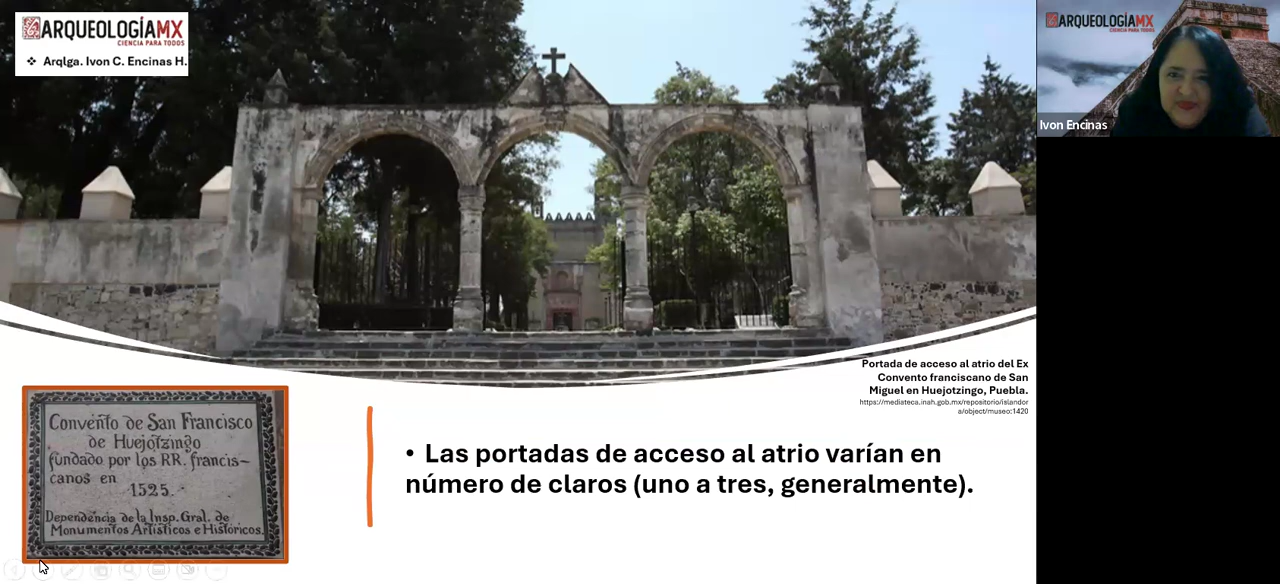 ARQUEOLOGÍAMX
CIENCIA PARA TODOS
❖ Arqlga. Ivon C. Encinas H.
ARQUEOLOGÍAMX
CIENCIA PARA TODOS
Ivon Encinas
Portada de acceso al atrio del Ex
Convento franciscano de San
Miguel en Huejotzingo, Puebla.
https://mediateca.inah.gob.mx/repositorio/islandor
a/object/museo:1420
Convento de San Francisco
de Huejotzingo
fundado por los RR. francis-
canos en
1525.-
Dependencia de la Insp. Gral. de
Monumentos Artisticos e Históricos.
• Las portadas de acceso al atrio varían en
número de claros (uno a tres, generalmente).